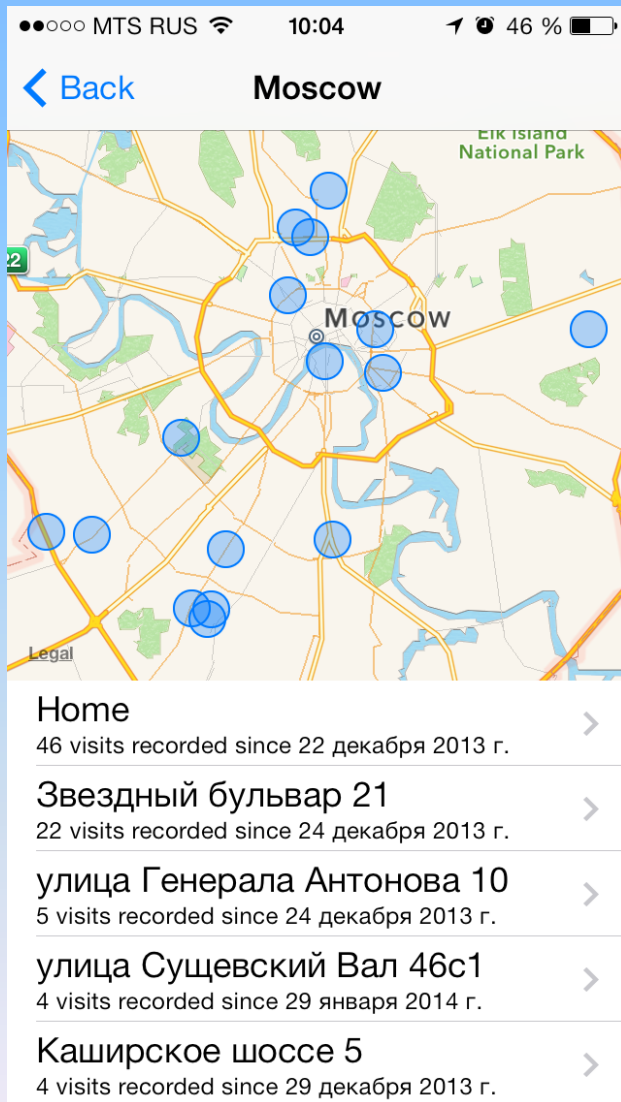 MTS RUS 10:04 46 %
Back Moscow
Elk Island
National Park
22
Moscow
Legal
Home
46 visits recorded since 22 декабря 2013 г.
Звездный бульвар 21
22 visits recorded since 24 декабря 2013 г.
улица Генерала Антонова 10
5 visits recorded since 24 декабря 2013 г.
улица Сущевский Вал 46с1
4 visits recorded since 29 января 2014 г.
Каширское шоссе 5
4 visits recorded since 29 декабря 2013 г.